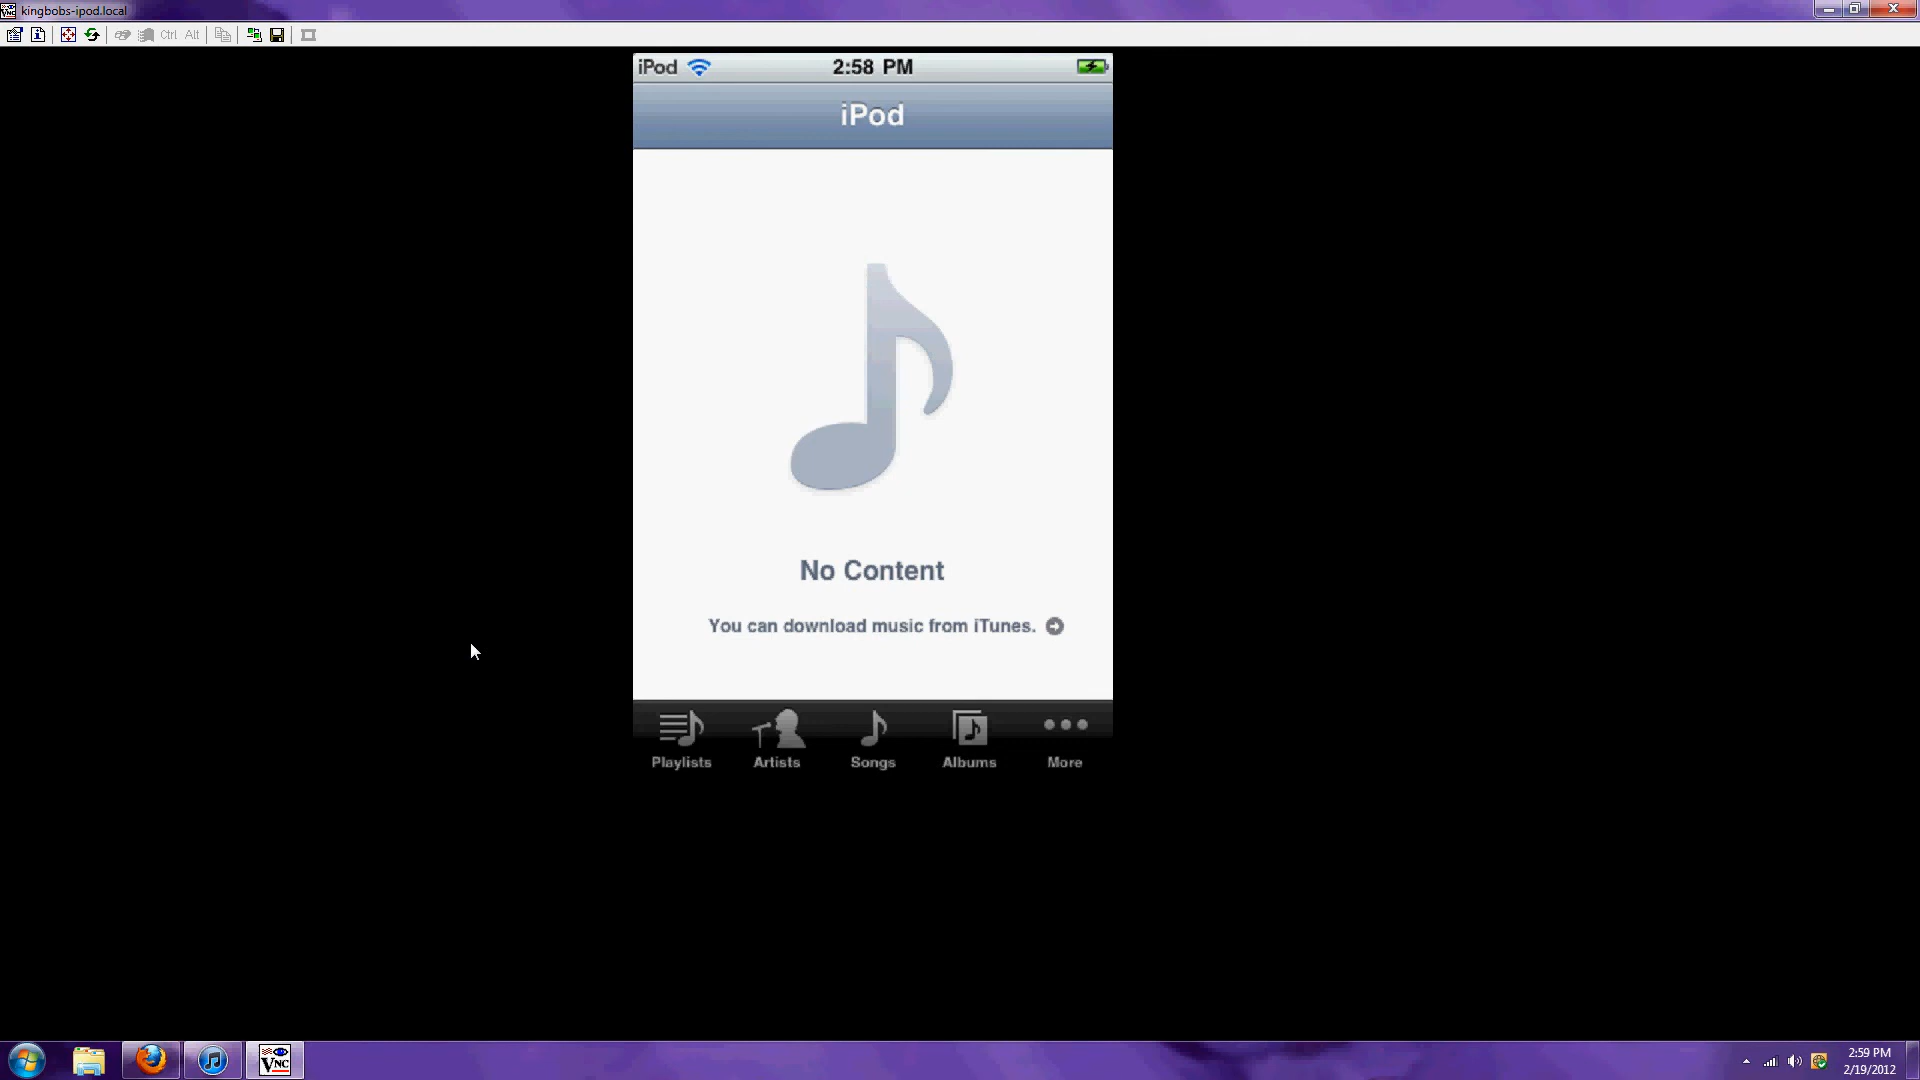 kingbobs-ipod.local
Ctrl Alt
iPod 2:58 PM
iPod
No Content
You can download music from iTunes.
Playlists Artists Songs Albums More
VNC
2:59 PM
2/19/2012